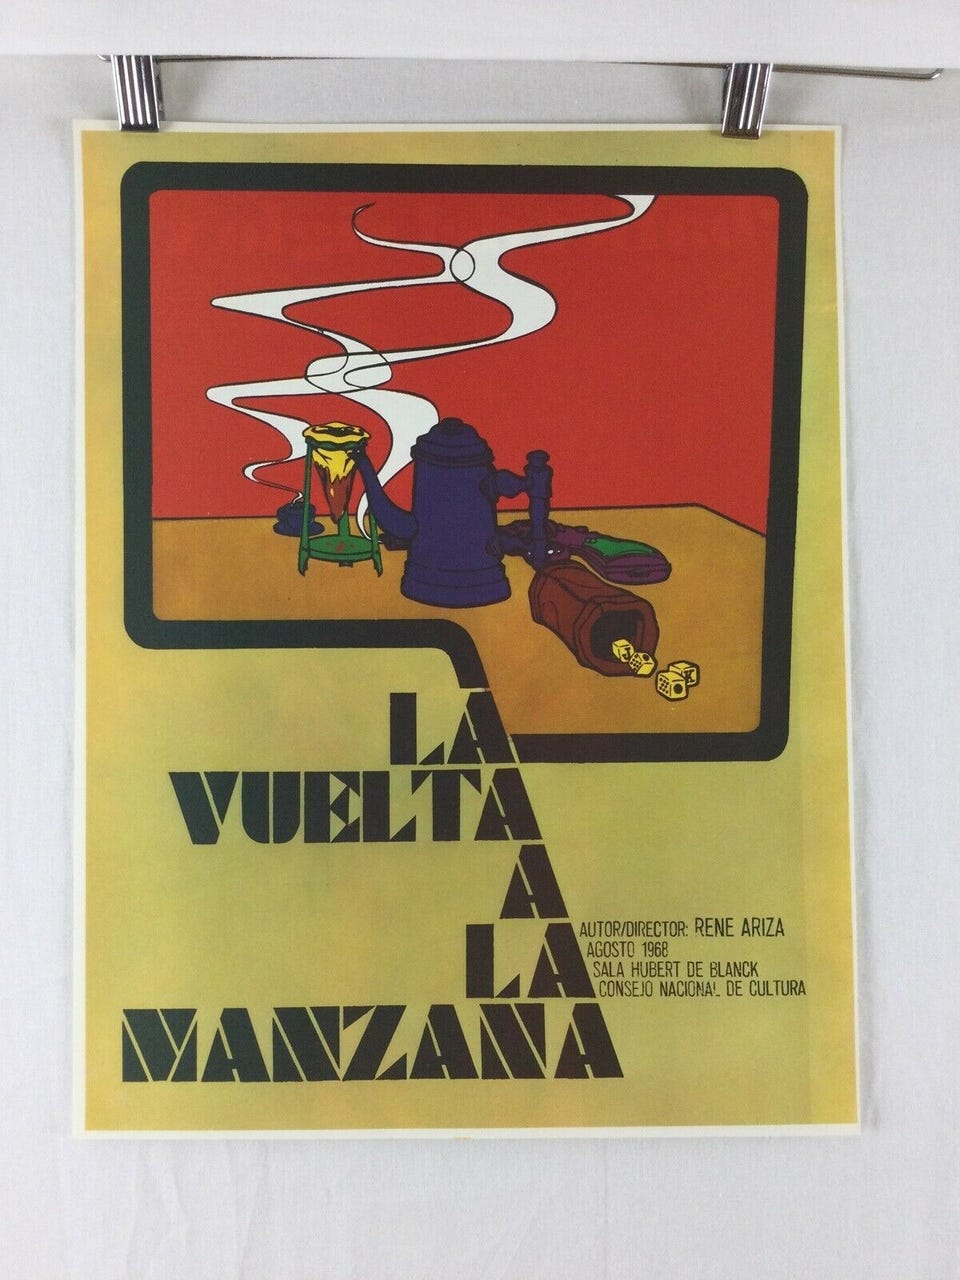 LA
VUELTA
A
LA
MANZANA
AUTOR/DIRECTOR: RENE ARIZA
AGOSTO 1968
SALA HUBERT DE BLANCK
CONSEJO NACIONAL DE CULTURA